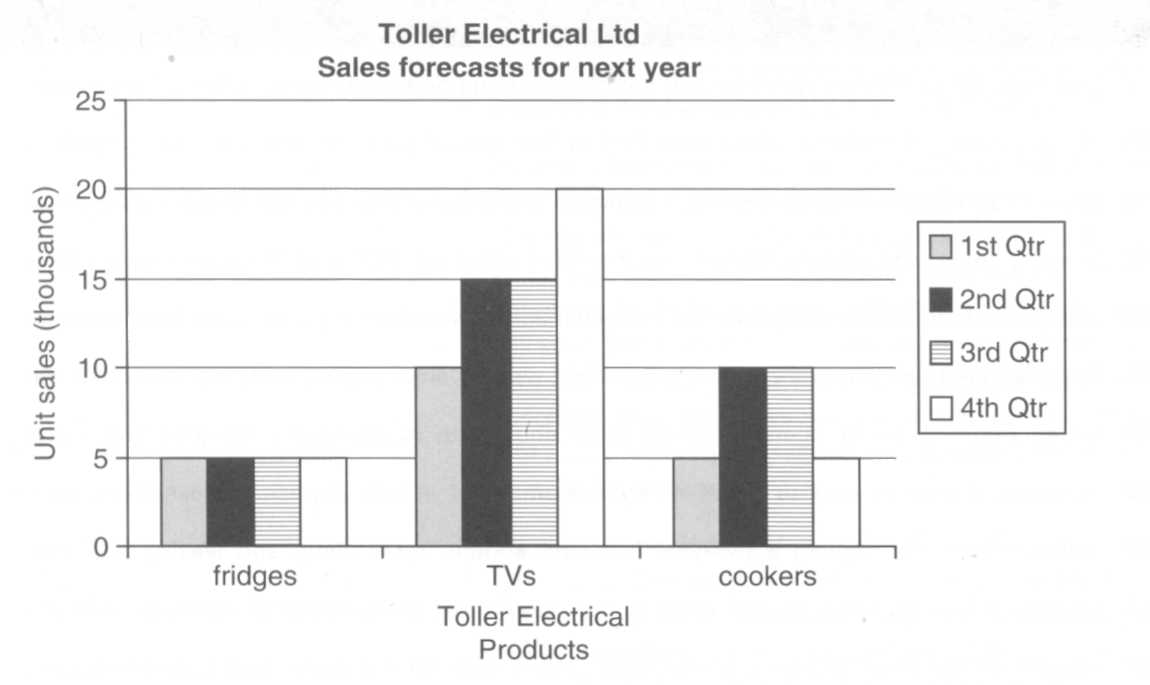 Toller Electrical Ltd
Sales forecasts for next year
25
20
15
10
5
0
Unit sales (thousands)
fridges
TVs
cookers
Toller Electrical
Products
1st Qtr
2nd Qtr
3rd Qtr
4th Qtr